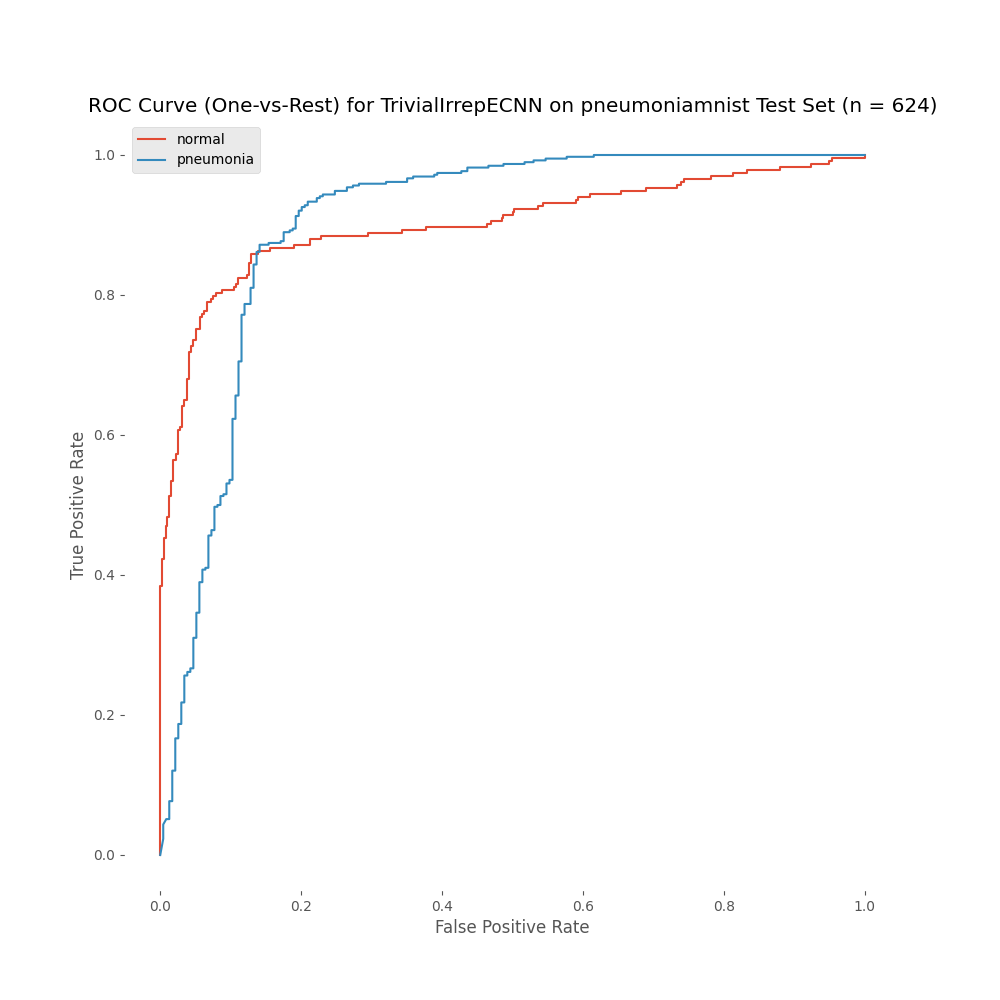 ROC Curve (One-vs-Rest) for TrivialIrrepECNN on pneumoniamnist Test Set (n = 624)
normal
pneumonia
1.0
0.8
0.6
0.4
0.2
0.0
True Positive Rate
0.0 0.2 0.4 0.6 0.8 1.0
False Positive Rate